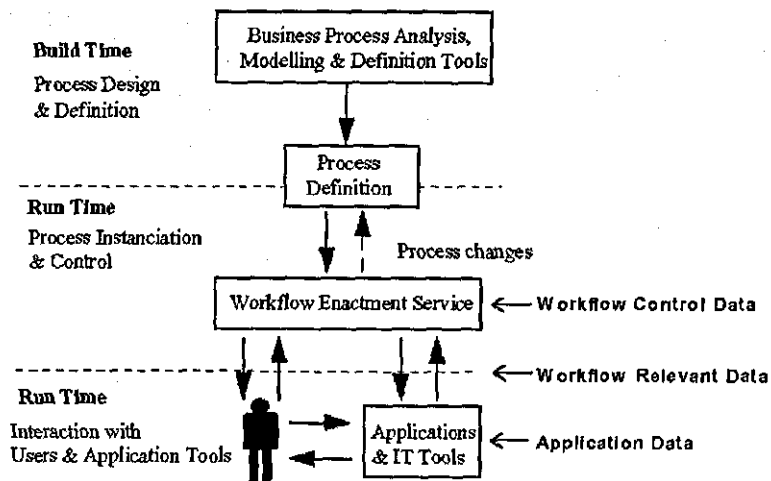 Business Process Analysis,
Modelling & Definition Tools
Build Time
Process Design
& Definition
Process
Definition
Run Time
Process Instanciation
& Control
Process changes
Workflow Enactment Service
Workflow Control Data
Workflow Relevant Data
Run Time
Interaction with
Users & Application Tools
Applications
& IT Tools
Application Data